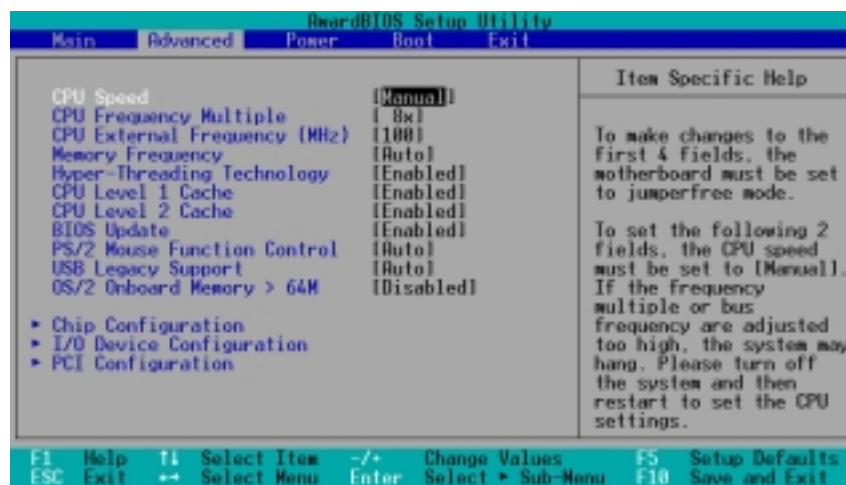 AwardBIOS Setup Utility
Main Advanced Power Boot Exit
CPU Speed [Manual]
CPU Frequency Multiple [ 8x]
CPU External Frequency (MHz) [100]
Memory Frequency [Auto]
Hyper-Threading Technology [Enabled]
CPU Level 1 Cache [Enabled]
CPU Level 2 Cache [Enabled]
BIOS Update [Enabled]
PS/2 Mouse Function Control [Auto]
USB Legacy Support [Auto]
OS/2 Onboard Memory > 64M [Disabled]
► Chip Configuration
► I/O Device Configuration
► PCI Configuration
Item Specific Help
To make changes to the
first 4 fields, the
motherboard must be set
to jumperfree mode.
To set the following 2
fields, the CPU speed
must be set to [Manual].
If the frequency
multiple or bus
frequency are adjusted
too high, the system may
hang. Please turn off
the system and then
restart to set the CPU
settings.
F1 Help ↑↓ Select Item -/+ Change Values F5 Setup Defaults
ESC Exit ↔ Select Menu Enter Select ► Sub-Menu F10 Save and Exit